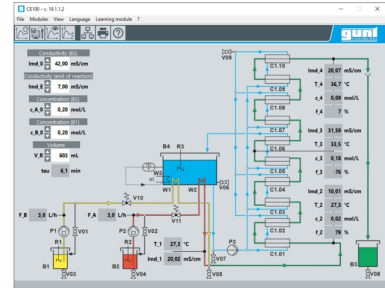 CE100 - v. 18.1.1.2
File Modules View Language Learning module ?
gunt
Conductivity (B2)
lmd_0 42,00 mS/cm
Conductivity (end of reaction)
lmd_E 7,00 mS/cm
Concentration (B2)
c_A_0 0,20 mol/L
Concentration (B1)
c_B_0 0,20 mol/L
Volume
V_R 603 mL
tau 6,1 min
V09
C1.10
C1.09
C1.08
C1.07
C1.06
C1.05
C1.04
C1.03
C1.02
C1.01
lmd_4 20,07 mS/cm
T_4 36,7 °C
c_4 0,09 mol/L
f_4 7 %
lmd_3 31,59 mS/cm
T_3 33,5 °C
c_3 0,18 mol/L
f_3 -76 %
lmd_2 10,01 mS/cm
T_2 27,3 °C
c_2 0,02 mol/L
f_2 78 %
B4 R3
W3
W1 W2
V06
V10
V11
F_B 3,0 L/h
F_A 3,0 L/h
P1 V01
R1
B1
V03
P2 V02
R2
B2
V04
T_1 27,3 °C
lmd_1 20,02 mS/cm
V07
V08
P3
B3
V08